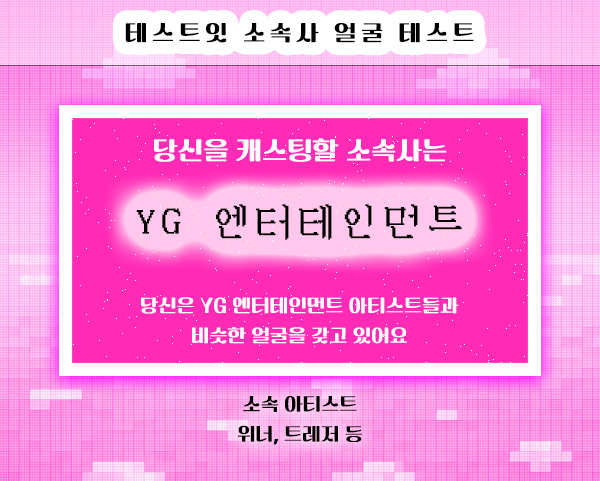 테스트잇 소속사 얼굴 테스트
당신을 캐스팅할 소속사는
YG 엔터테인먼트
당신은 YG 엔터테인먼트 아티스트들과
비슷한 얼굴을 갖고 있어요
소속 아티스트
위너, 트레저 등